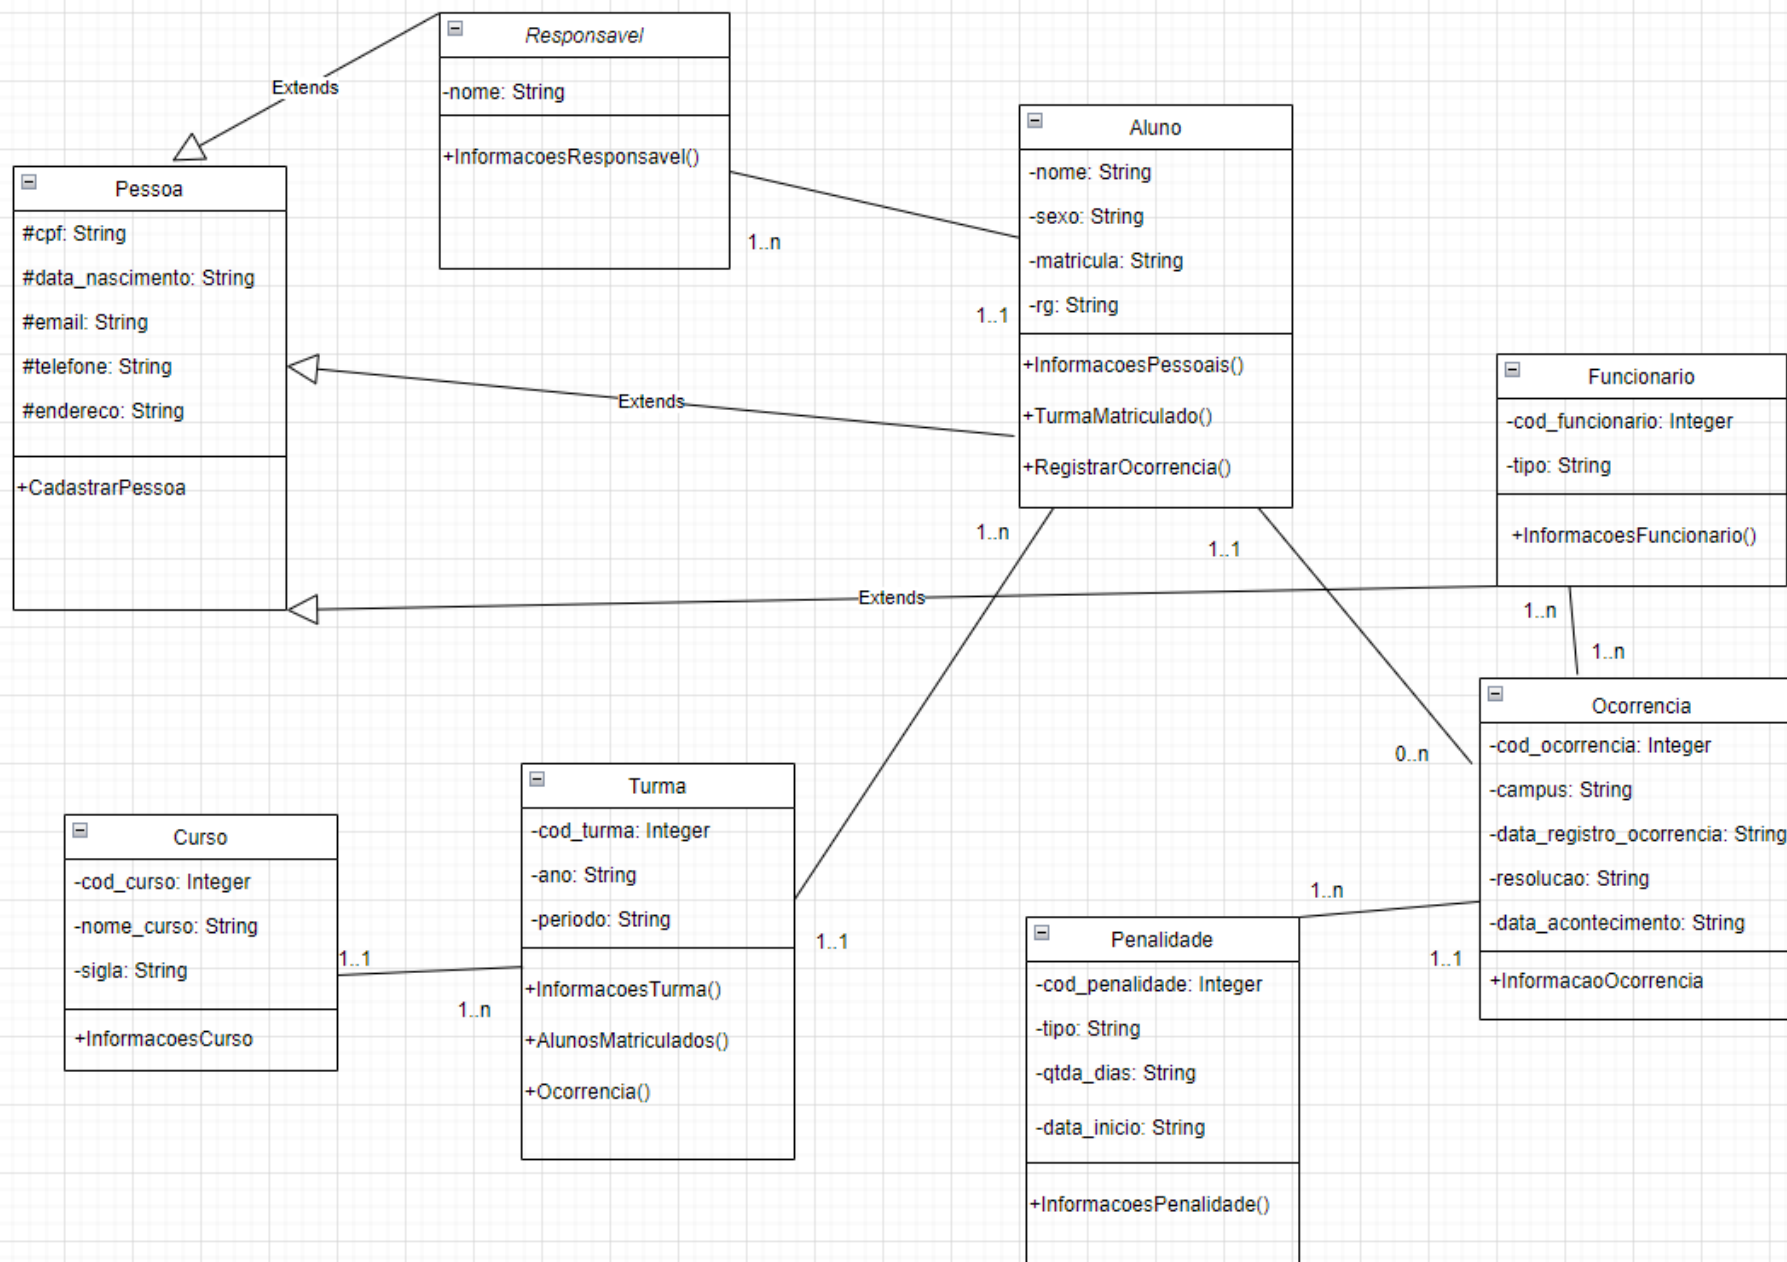 Responsavel
-nome: String
+InformacoesResponsavel()
Extends
Pessoa
#cpf: String
#data_nascimento: String
#email: String
#telefone: String
#endereco: String
+CadastrarPessoa
1..n
1..1
Aluno
-nome: String
-sexo: String
-matricula: String
-rg: String
+InformacoesPessoais()
+TurmaMatriculado()
+RegistrarOcorrencia()
Extends
Funcionario
-cod_funcionario: Integer
-tipo: String
+InformacoesFuncionario()
1..n
1..1
Extends
1..n
1..n
Ocorrencia
-cod_ocorrencia: Integer
-campus: String
-data_registro_ocorrencia: String
-resolucao: String
-data_acontecimento: String
+InformacaoOcorrencia
0..n
Turma
-cod_turma: Integer
-ano: String
-periodo: String
+InformacoesTurma()
+AlunosMatriculados()
+Ocorrencia()
1..1
Curso
-cod_curso: Integer
-nome_curso: String
-sigla: String
+InformacoesCurso
1..1
1..n
1..n
1..1
Penalidade
-cod_penalidade: Integer
-tipo: String
-qtda_dias: String
-data_inicio: String
+InformacoesPenalidade()